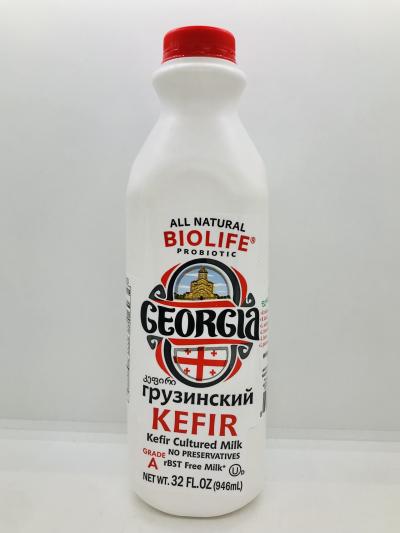 ALL NATURAL
BIOLIFE®
PROBIOTIC
GEORGIA
კეფირი
грузинский
KEFIR
Kefir Cultured Milk
GRADE A
NO PRESERVATIVES
rBST Free Milk*
U D
NET WT. 32 FL.OZ (946mL)